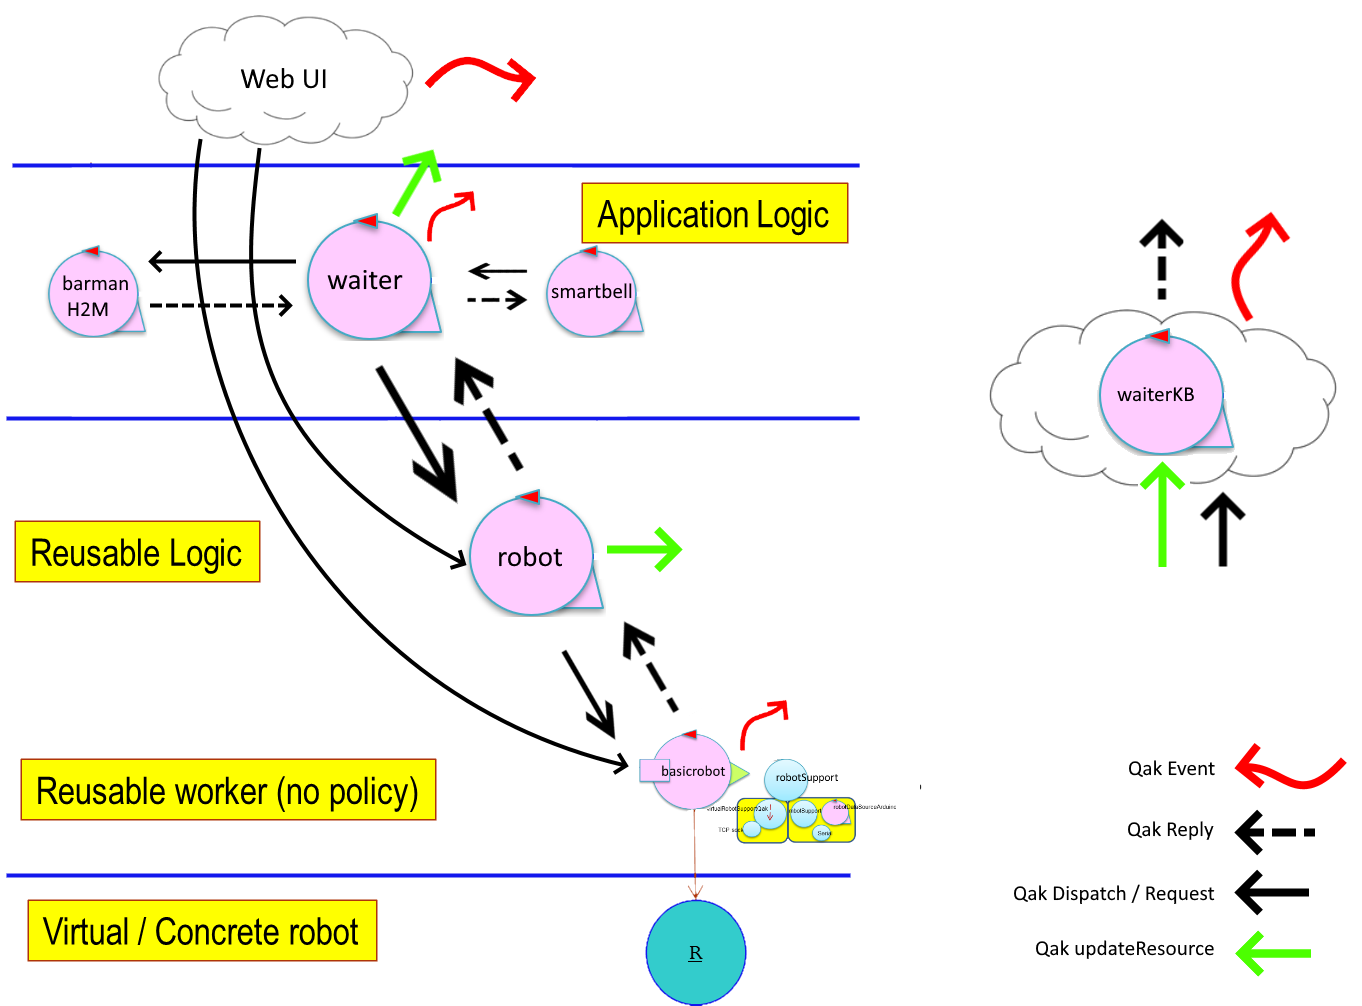 Web UI
Application Logic
barman
H2M
waiter
smartbell
waiterKB
Reusable Logic
robot
Reusable worker (no policy)
basicrobot
robotSupport
virtualRobotSupportQak
robotSupport
robotDataSourceArduino
TCP sock
Serial
Virtual / Concrete robot
R
Qak Event
Qak Reply
Qak Dispatch / Request
Qak updateResource